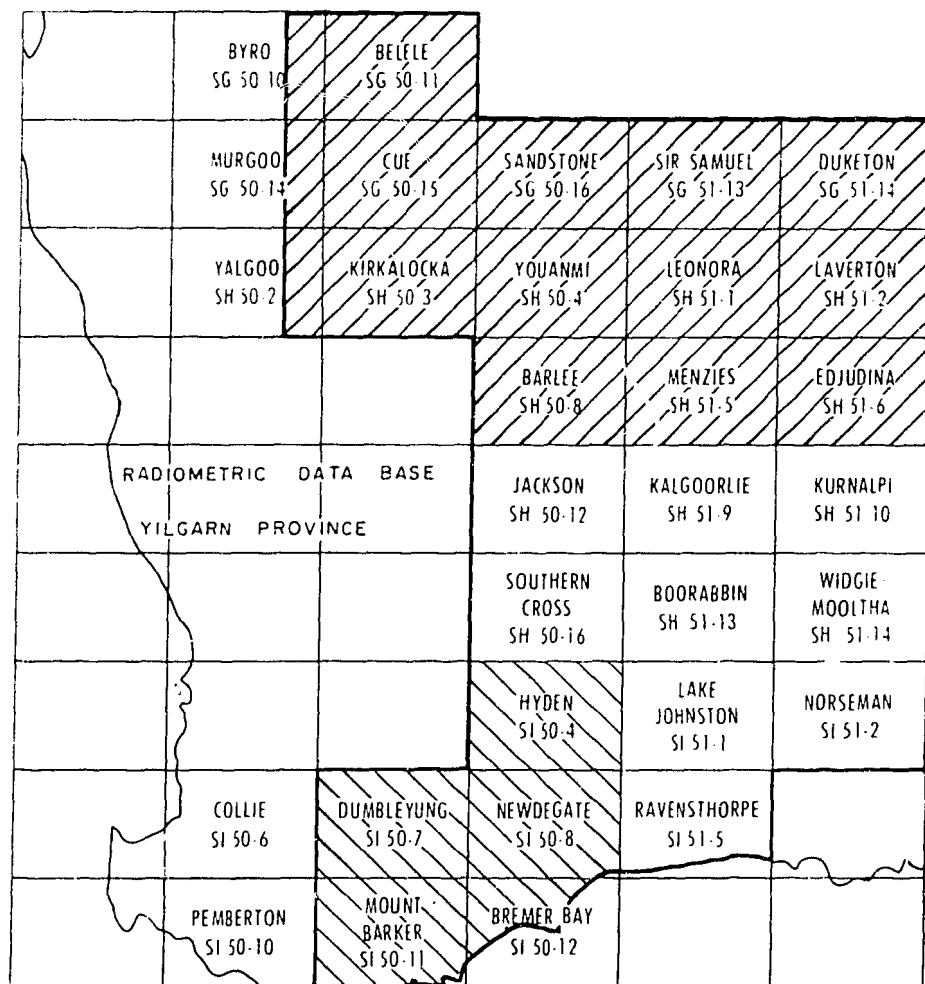 BYRO
SG 50·10
BELELE
SG 50·11
MURGOO
SG 50·14
CUE
SG 50·15
SANDSTONE
SG 50·16
SIR SAMUEL
SG 51·13
DUKETON
SG 51·14
YALGOO
SH 50·2
KIRKALOCKA
SH 50·3
YOUANMI
SH 50·4
LEONORA
SH 51·1
LAVERTON
SH 51·2
BARLEE
SH 50·8
MENZIES
SH 51·5
EDJUDINA
SH 51·6
RADIOMETRIC DATA BASE
YILGARN PROVINCE
JACKSON
SH 50·12
KALGOORLIE
SH 51·9
KURNALPI
SH 51 10
SOUTHERN
CROSS
SH 50·16
BOORABBIN
SH 51·13
WIDGIE-
MOOLTHA
SH 51·14
HYDEN
SI 50·4
LAKE
JOHNSTON
SI 51·1
NORSEMAN
SI 51·2
COLLIE
SI 50·6
DUMBLEYUNG
SI 50·7
NEWDEGATE
SI 50·8
RAVENSTHORPE
SI 51·5
PEMBERTON
SI 50·10
MOUNT
BARKER
SI 50·11
BREMER BAY
SI 50·12